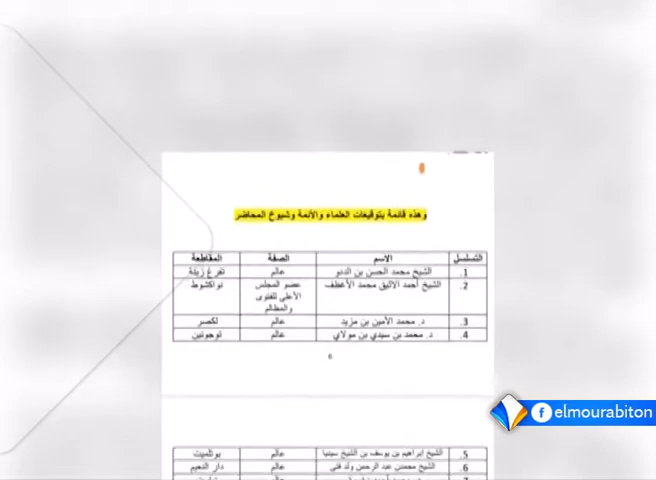 وهذه قائمة بتوقيعات العلماء والأئمة وشيوخ المحاضر
التسلسل الاسم الصفة المقاطعة
1. الشيخ محمد الحسن بن الددو عالم تفرغ زينة
2. الشيخ أحمد محمد الأعظف عضو المجلس الأعلى للفتوى والمظالم نواكشوط
3. د. محمد الأمين بن مزيد عالم لكصر
4. د. محمد بن سيدي بن مولاي عالم توجونين
6
5. الشيخ إبراهيم بن يوسف بن الشيخ سيديا عالم بوتلميت
6. الشيخ محمدن عبد الرحمن ولد فتى عالم دار النعيم
elmourabiton